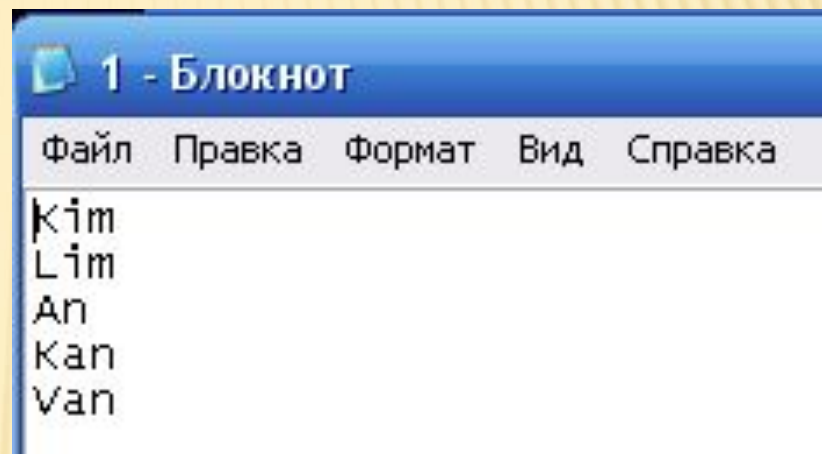 1 - Блокнот
Файл Правка Формат Вид Справка
Kim
Lim
An
Kan
Van